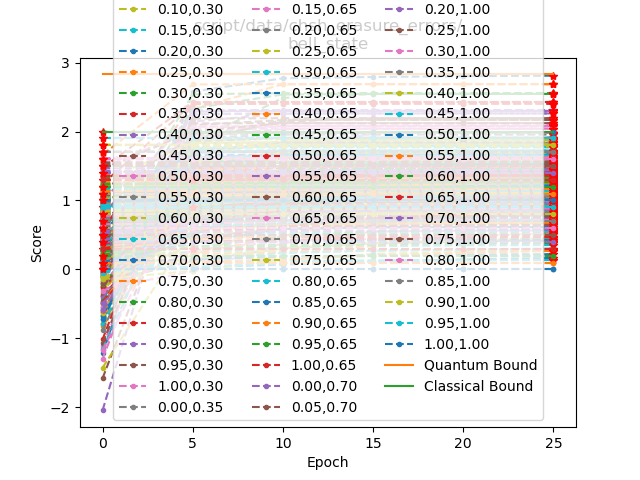 script/data/chsh_erasure_errors/
bell_state
0.10,0.30 0.15,0.65 0.20,1.00
0.15,0.30 0.20,0.65 0.25,1.00
0.20,0.30 0.25,0.65 0.30,1.00
0.25,0.30 0.30,0.65 0.35,1.00
0.30,0.30 0.35,0.65 0.40,1.00
0.35,0.30 0.40,0.65 0.45,1.00
0.40,0.30 0.45,0.65 0.50,1.00
0.45,0.30 0.50,0.65 0.55,1.00
0.50,0.30 0.55,0.65 0.60,1.00
0.55,0.30 0.60,0.65 0.65,1.00
0.60,0.30 0.65,0.65 0.70,1.00
0.65,0.30 0.70,0.65 0.75,1.00
0.70,0.30 0.75,0.65 0.80,1.00
0.75,0.30 0.80,0.65 0.85,1.00
0.80,0.30 0.85,0.65 0.90,1.00
0.85,0.30 0.90,0.65 0.95,1.00
0.90,0.30 0.95,0.65 1.00,1.00
0.95,0.30 1.00,0.65 Quantum Bound
1.00,0.30 0.00,0.70 Classical Bound
0.00,0.35 0.05,0.70
3
2
1
0
−1
−2
Score
0 5 10 15 20 25
Epoch